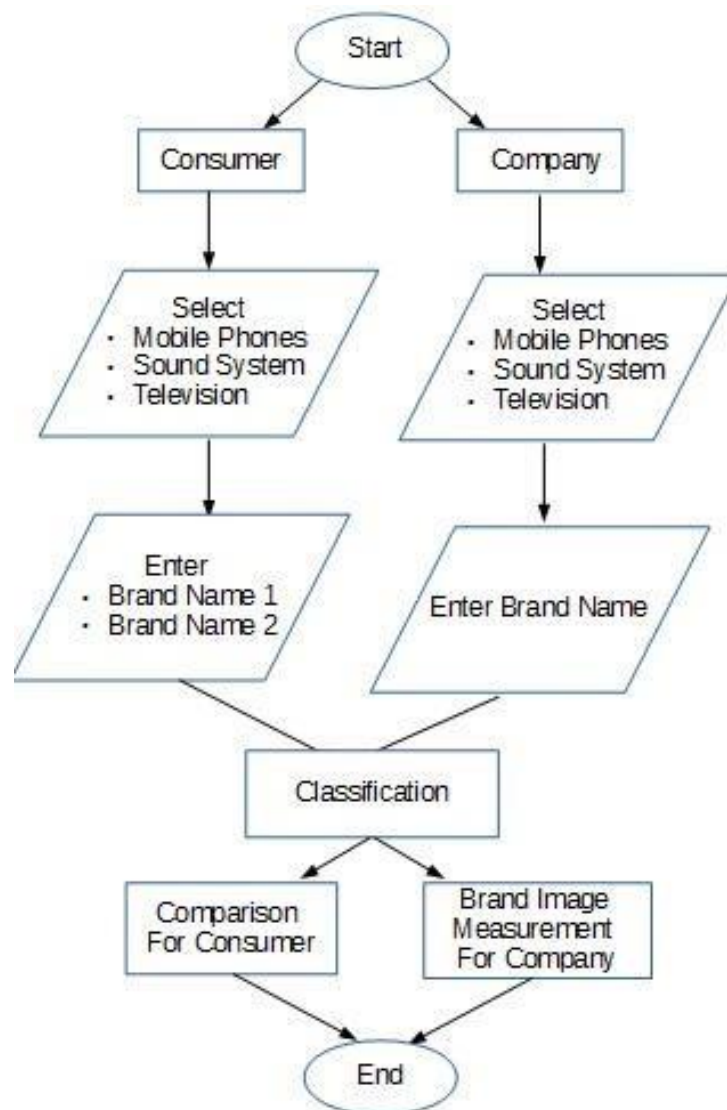 Start
Consumer
Company
Select
• Mobile Phones
• Sound System
• Television
Select
• Mobile Phones
• Sound System
• Television
Enter
• Brand Name 1
• Brand Name 2
Enter Brand Name
Classification
Comparison
For Consumer
Brand Image
Measurement
For Company
End